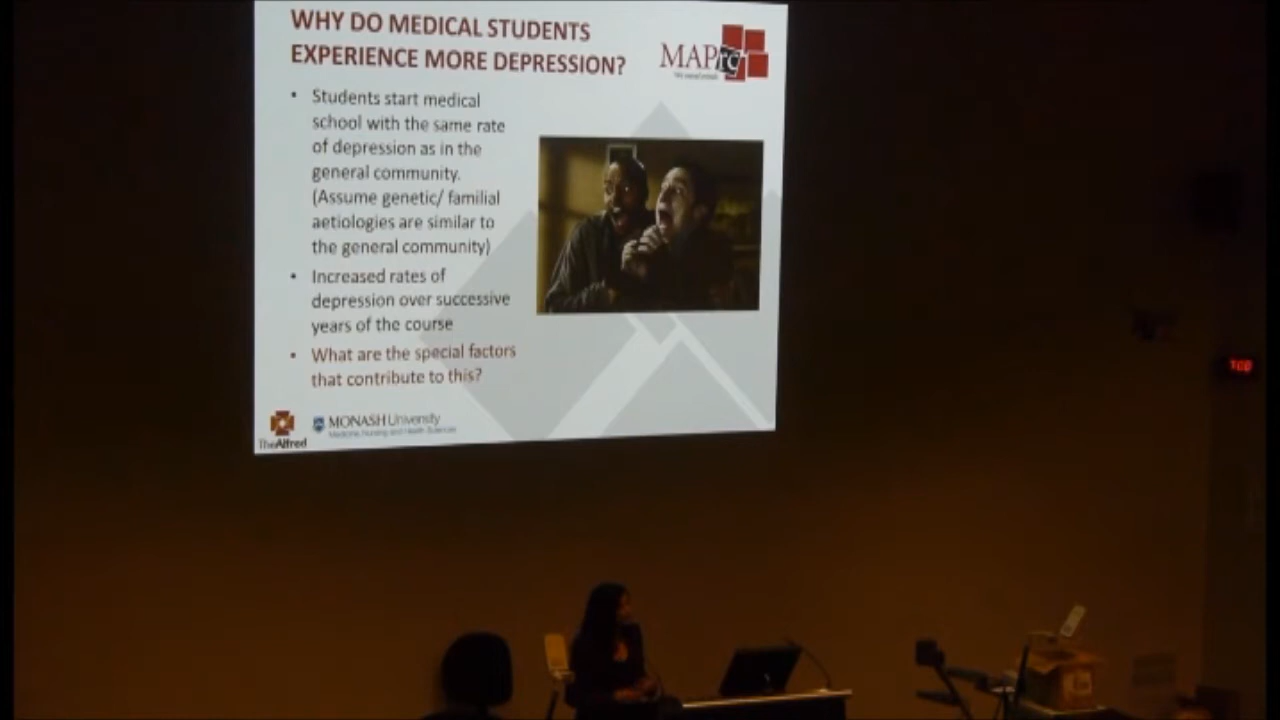 WHY DO MEDICAL STUDENTS
EXPERIENCE MORE DEPRESSION?
MAPrc
• Students start medical
school with the same rate
of depression as in the
general community.
(Assume genetic/ familial
aetiologies are similar to
the general community)
• Increased rates of
depression over successive
years of the course
• What are the special factors
that contribute to this?
TheAlfred
MONASH University
Medicine, Nursing and Health Sciences